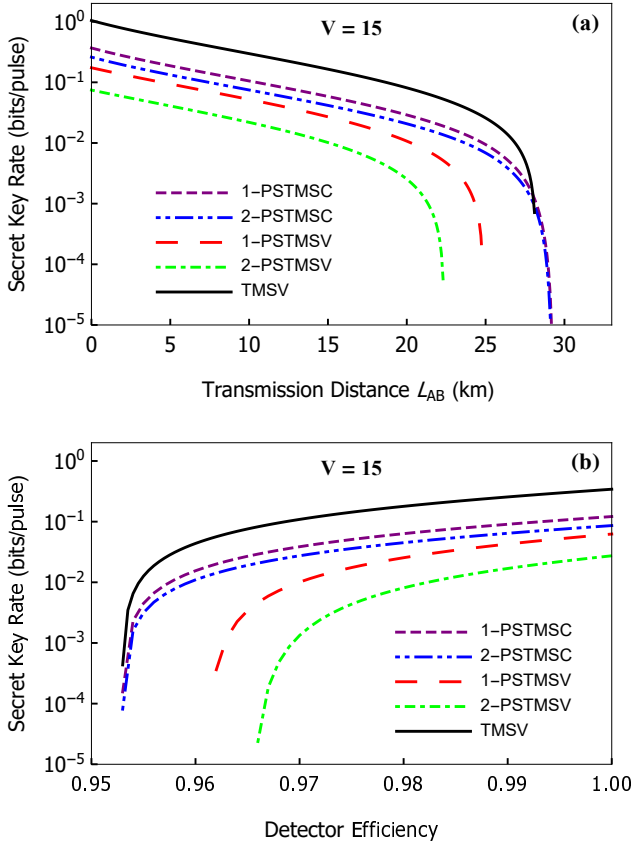 V = 15
(a)
Secret Key Rate (bits/pulse)
10^0
10^-1
10^-2
10^-3
10^-4
10^-5
1−PSTMSC
2−PSTMSC
1−PSTMSV
2−PSTMSV
TMSV
0 5 10 15 20 25 30
Transmission Distance L_AB (km)
V = 15
(b)
Secret Key Rate (bits/pulse)
10^0
10^-1
10^-2
10^-3
10^-4
10^-5
1−PSTMSC
2−PSTMSC
1−PSTMSV
2−PSTMSV
TMSV
0.95 0.96 0.97 0.98 0.99 1.00
Detector Efficiency